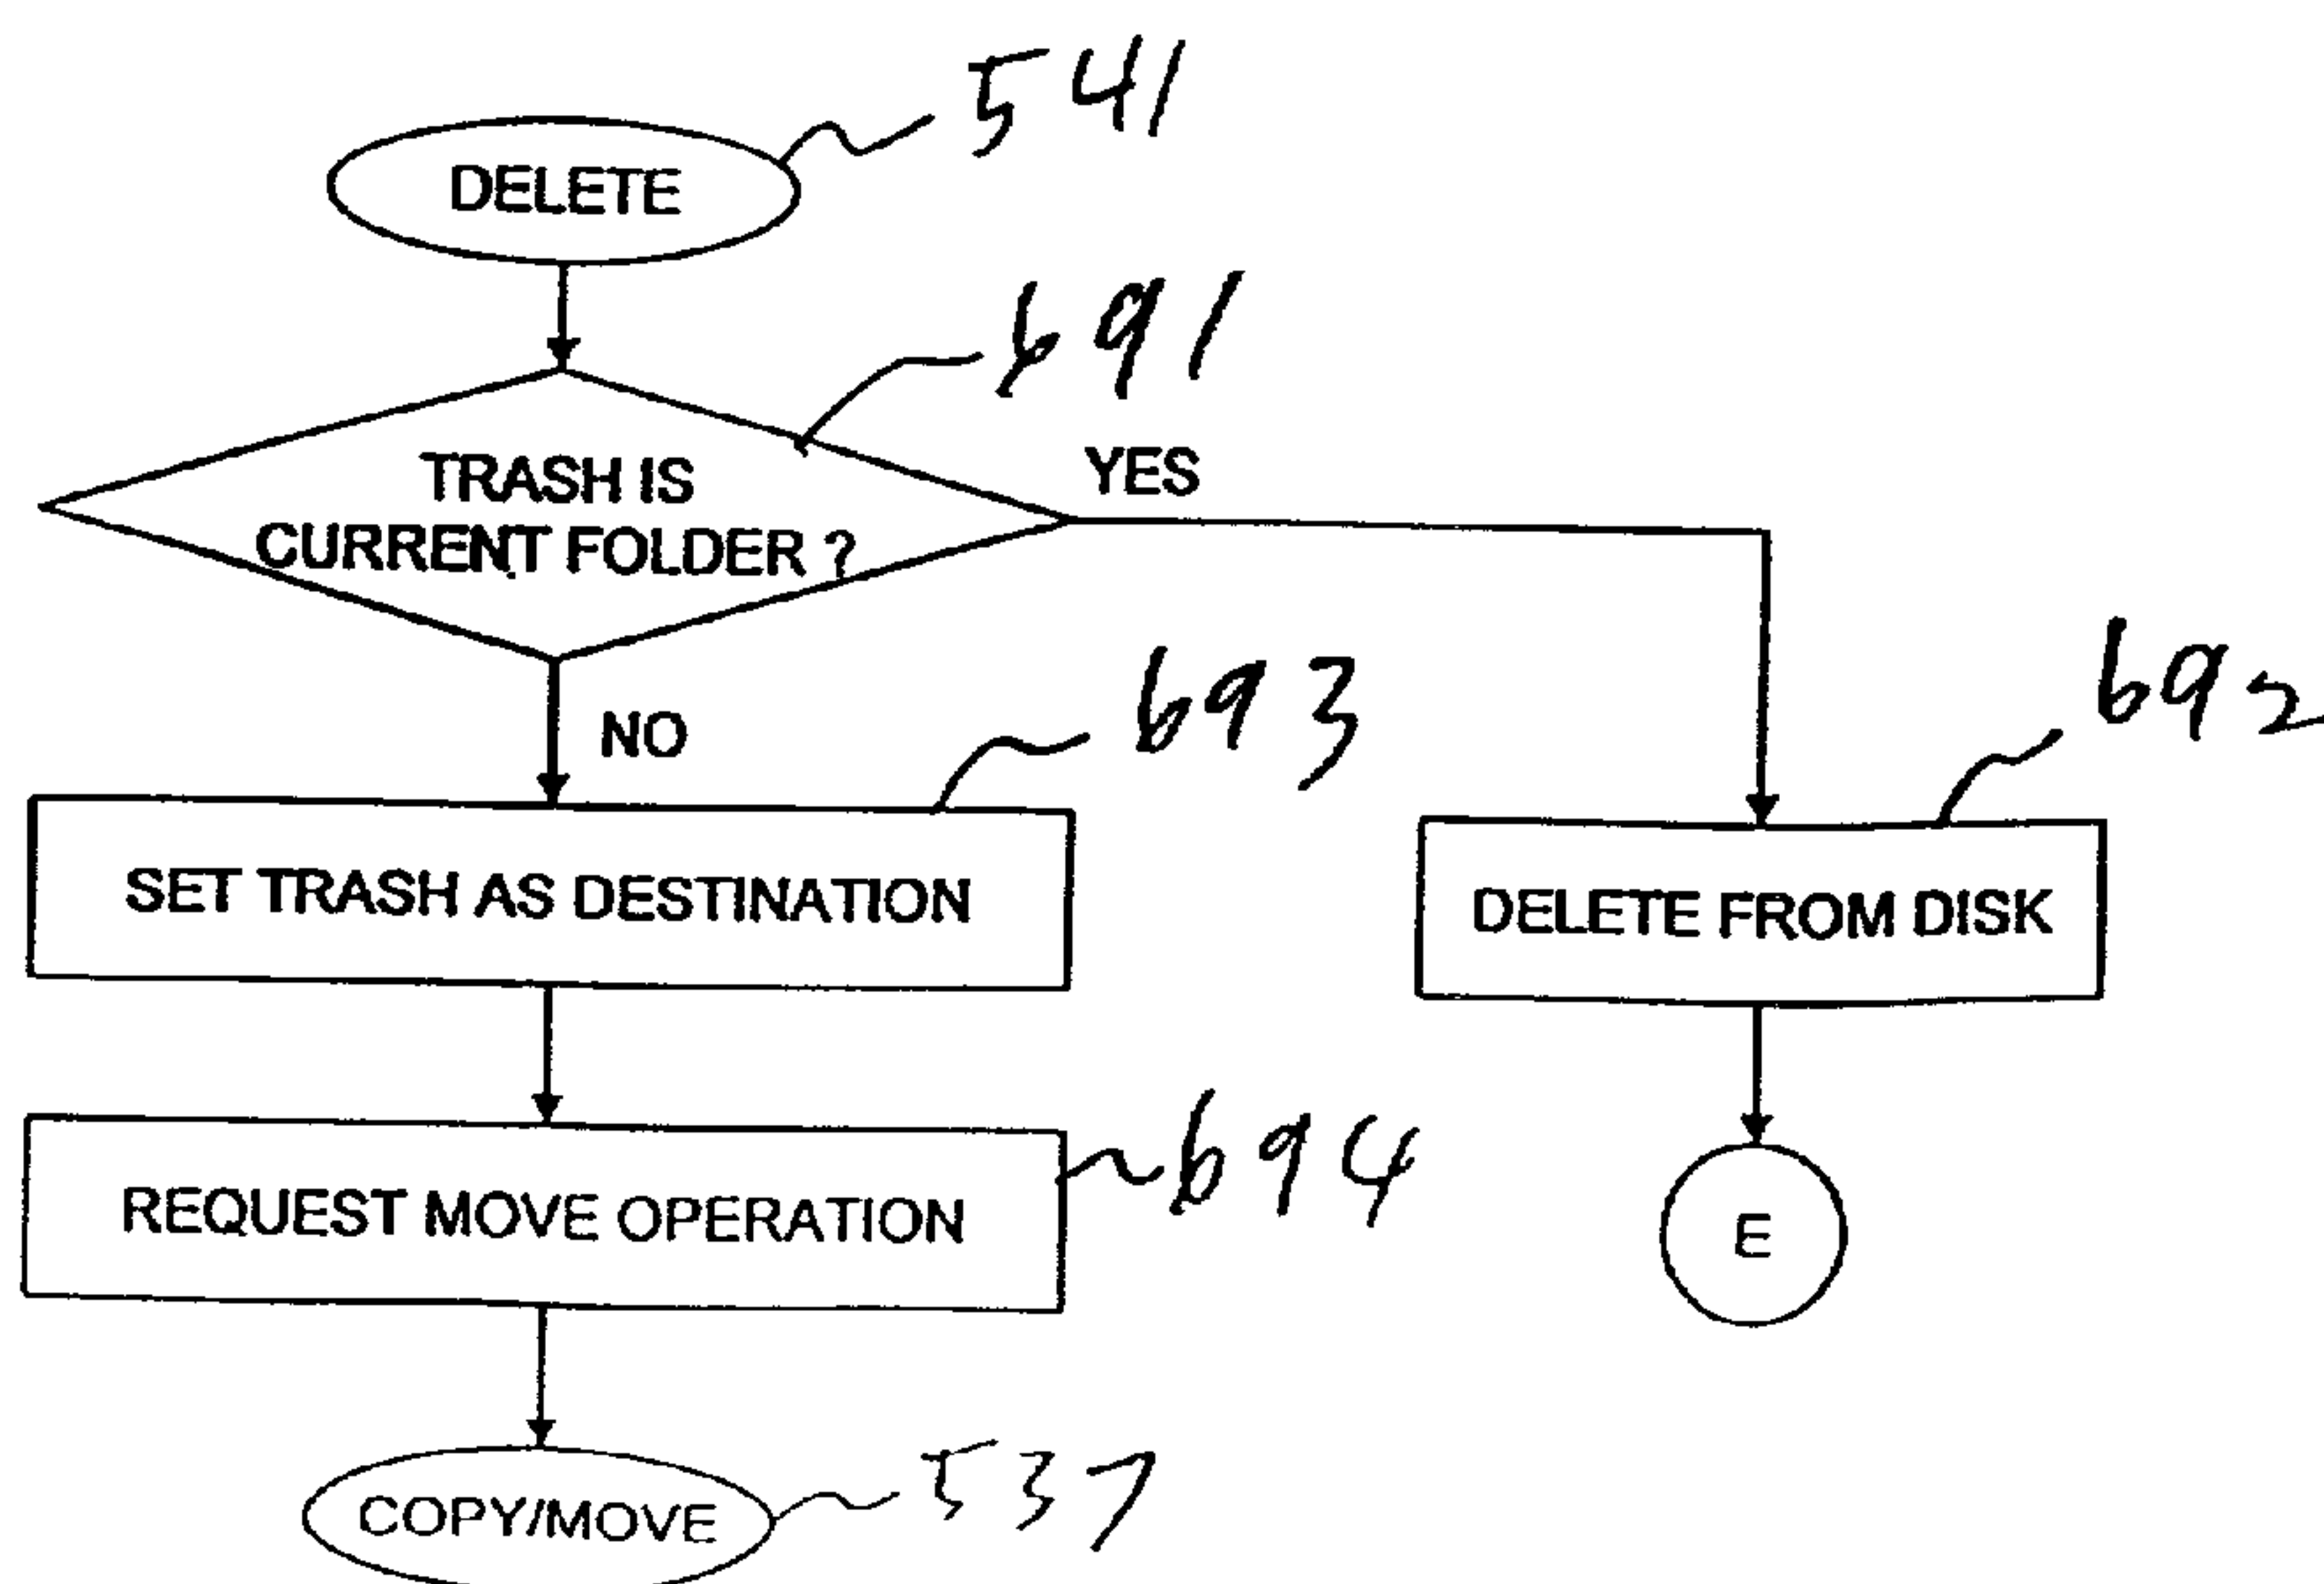 541
DELETE
691
TRASH IS
CURRENT FOLDER ?
YES
NO
693
692
SET TRASH AS DESTINATION
DELETE FROM DISK
694
REQUEST MOVE OPERATION
E
COPY/MOVE
537